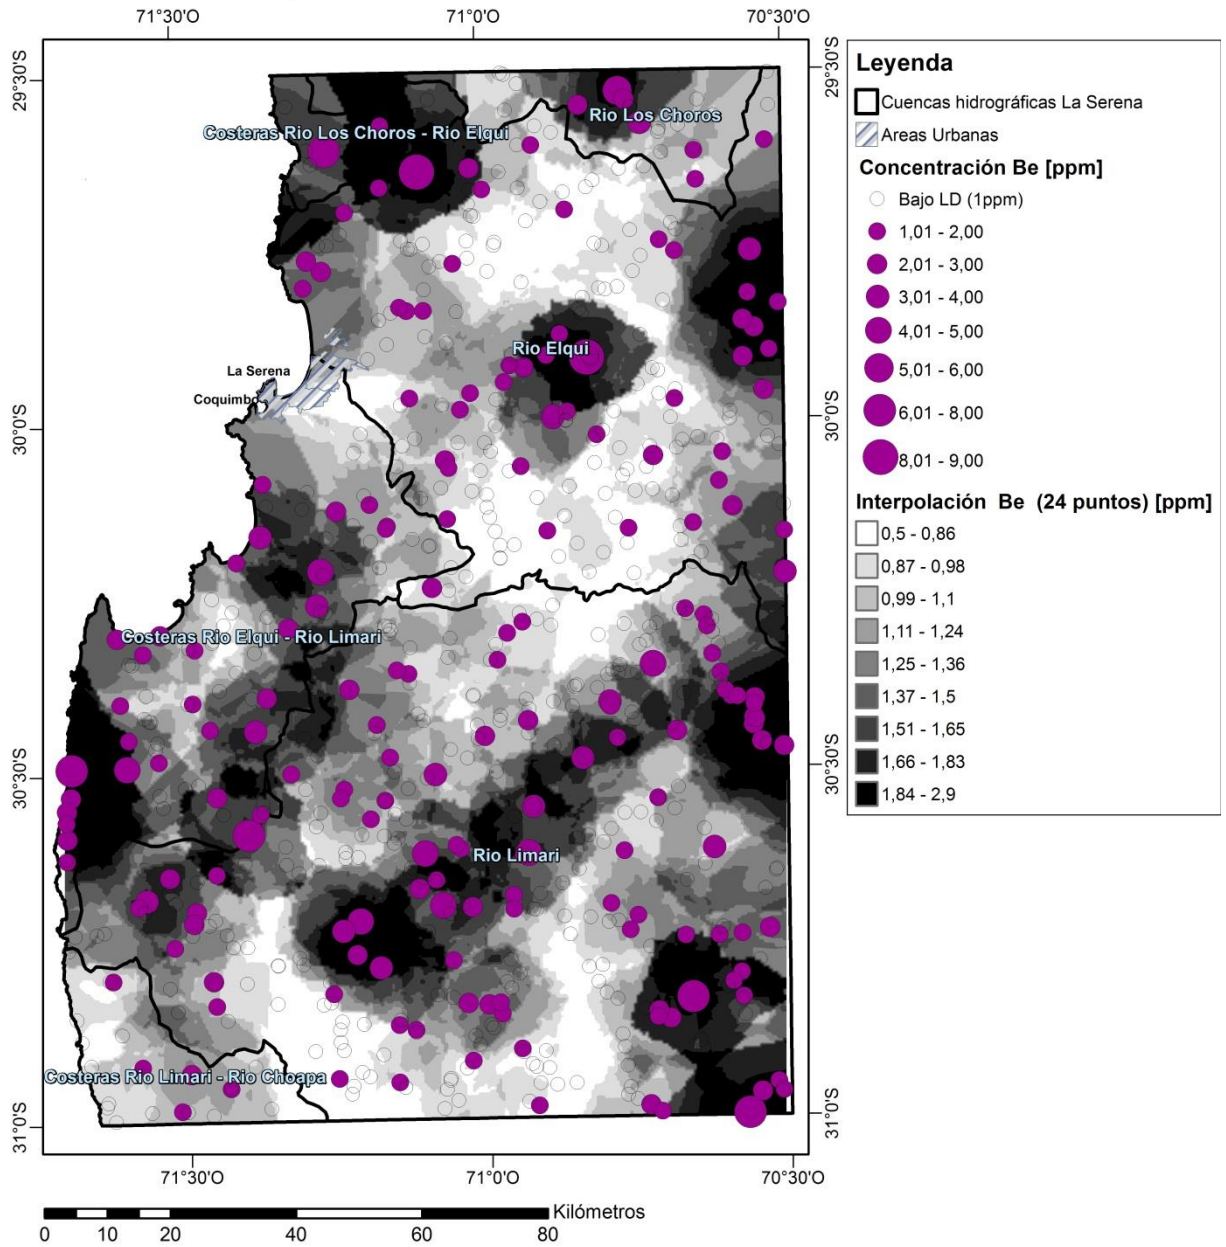 71°30'O 71°0'O 70°30'O
29°30'S
29°30'S
30°0'S
30°0'S
30°30'S
30°30'S
31°0'S
31°0'S
Costeras Rio Los Choros - Rio Elqui
Rio Los Choros
Rio Elqui
La Serena
Coquimbo
Costeras Rio Elqui - Rio Limari
Rio Limari
Costeras Rio Limari - Rio Choapa
71°30'O 71°0'O 70°30'O
Kilómetros
0 10 20 40 60 80
Leyenda
Cuencas hidrográficas La Serena
Areas Urbanas
Concentración Be [ppm]
Bajo LD (1ppm)
1,01 - 2,00
2,01 - 3,00
3,01 - 4,00
4,01 - 5,00
5,01 - 6,00
6,01 - 8,00
8,01 - 9,00
Interpolación Be (24 puntos) [ppm]
0,5 - 0,86
0,87 - 0,98
0,99 - 1,1
1,11 - 1,24
1,25 - 1,36
1,37 - 1,5
1,51 - 1,65
1,66 - 1,83
1,84 - 2,9